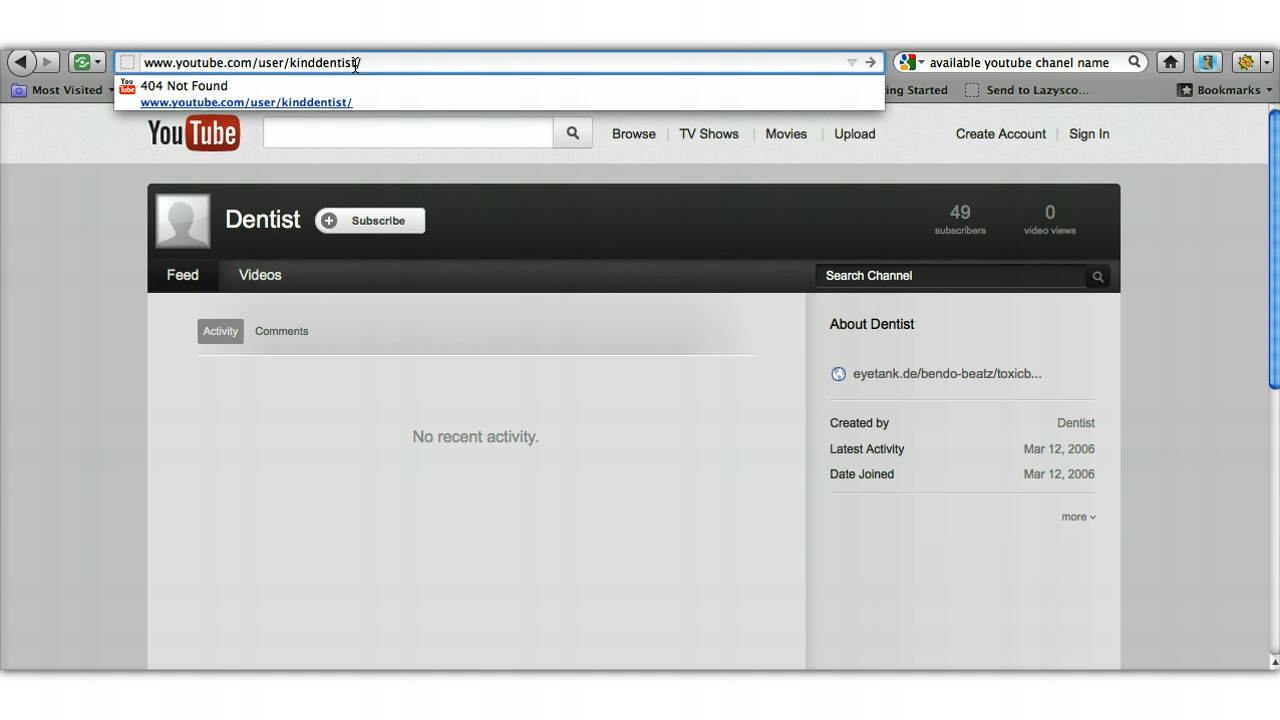 www.youtube.com/user/kinddentist/
available youtube chanel name
You Tube
404 Not Found
www.youtube.com/user/kinddentist/
Most Visited
ing Started
Send to Lazysco...
Bookmarks
YouTube
Browse
TV Shows
Movies
Upload
Create Account
Sign In
Dentist
Subscribe
49
subscribers
0
video views
Feed
Videos
Search Channel
Activity
Comments
About Dentist
eyetank.de/bendo-beatz/toxicb...
No recent activity.
Created by Dentist
Latest Activity Mar 12, 2006
Date Joined Mar 12, 2006
more